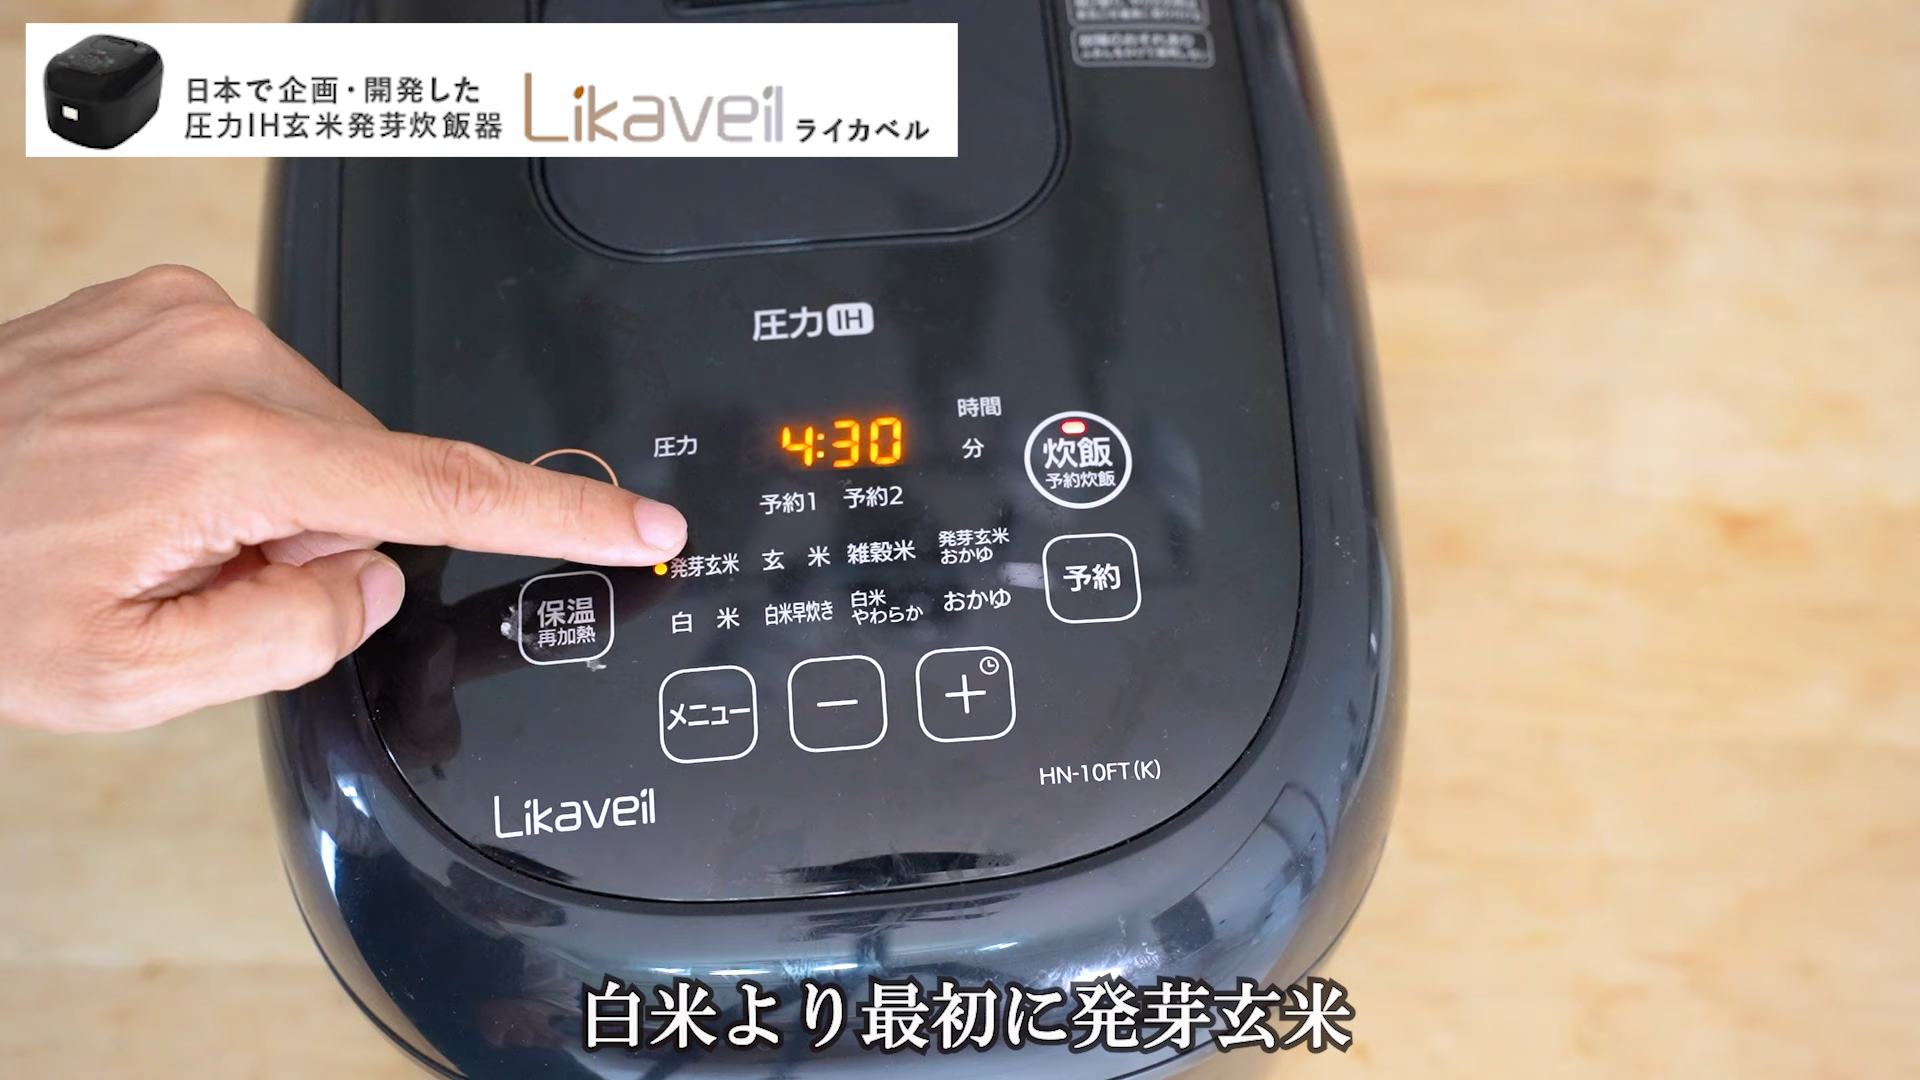 日本で企画・開発した
圧力IH玄米発芽炊飯器
Likaveil ライカベル
圧力IH
時間
圧力
4:30
分
炊飯
予約炊飯
予約1 予約2
発芽玄米
玄 米
雑穀米
発芽玄米
おかゆ
予約
保温
再加熱
白 米
白米早炊き
白米
やわらか
おかゆ
メニュー
－
＋
HN-10FT(K)
Likaveil
白米より最初に発芽玄米